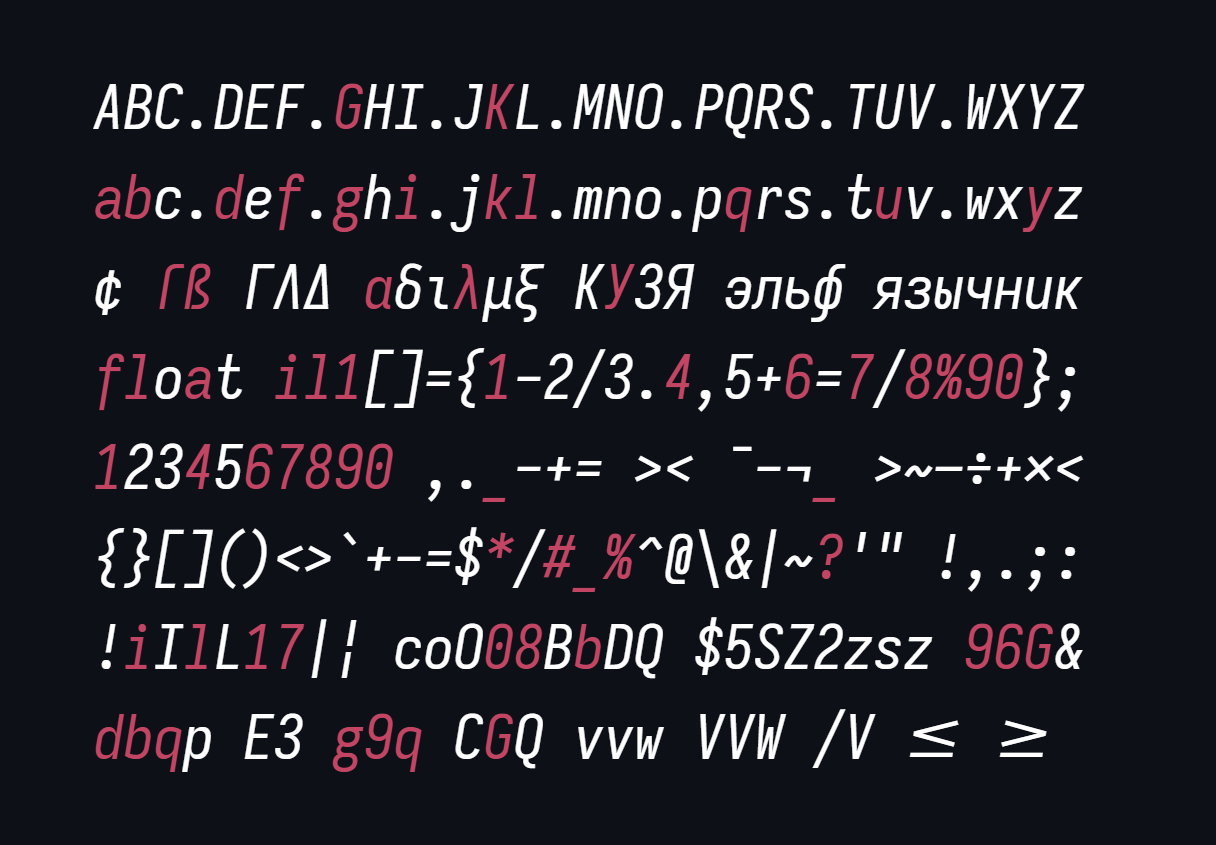 ABC.DEF.GHI.JKL.MNO.PQRS.TUV.WXYZ
abc.def.ghi.jkl.mno.pqrs.tuv.wxyz
¢ ẞß ΓΛΔ αδιλμξ КУЗЯ эльф язычник
float il1[]={1-2/3.4,5+6=7/8%90};
1234567890 ,._-+= >< ¯-¬_ >~–÷+×<
{}[]()<>`+-=$*/#_%^@\&|~?'" !,.;:
!iIlL17|¦ coO08BbDQ $5SZ2zsz 96G&
dbqp E3 g9q CGQ vvw VVW /V ≤ ≥